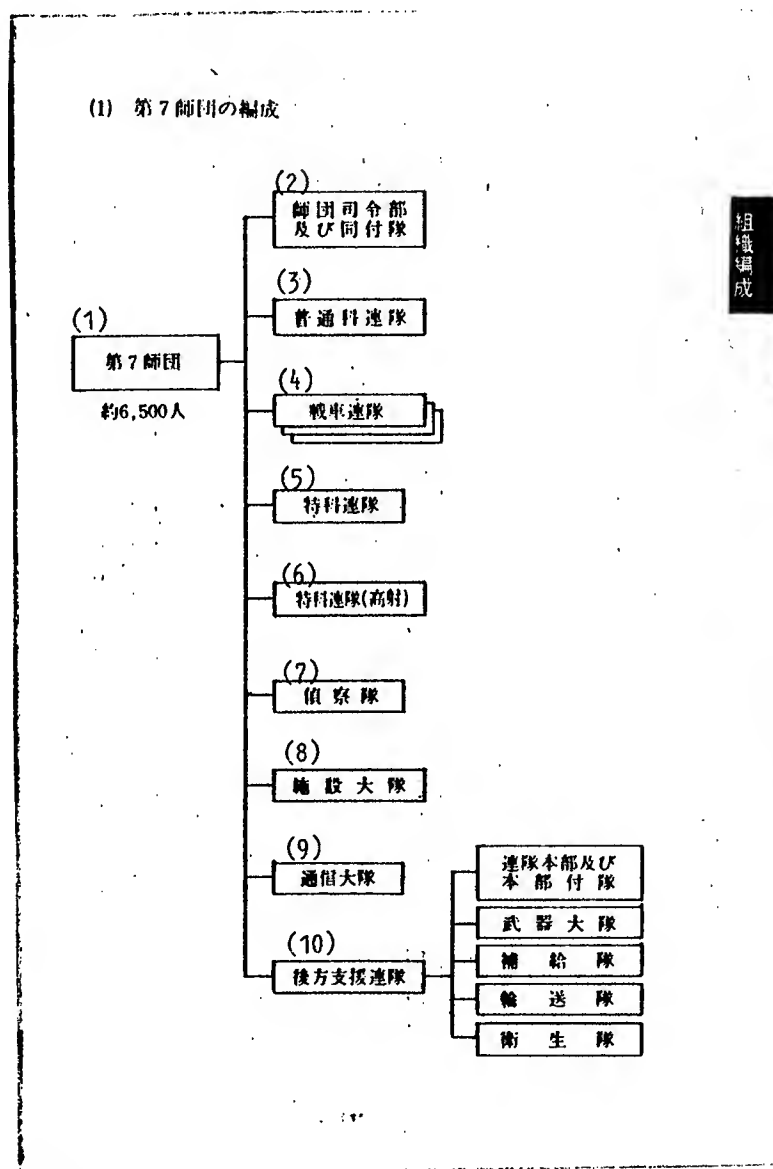 (1) 第7師団の編成
組織編成
(1)
第7師団
約6,500人
(2)
師団司令部
及び同付隊
(3)
普通科連隊
(4)
戦車連隊
(5)
特科連隊
(6)
特科連隊(高射)
(7)
偵察隊
(8)
施設大隊
(9)
通信大隊
(10)
後方支援連隊
連隊本部及び
本部付隊
武器大隊
補給隊
輸送隊
衛生隊